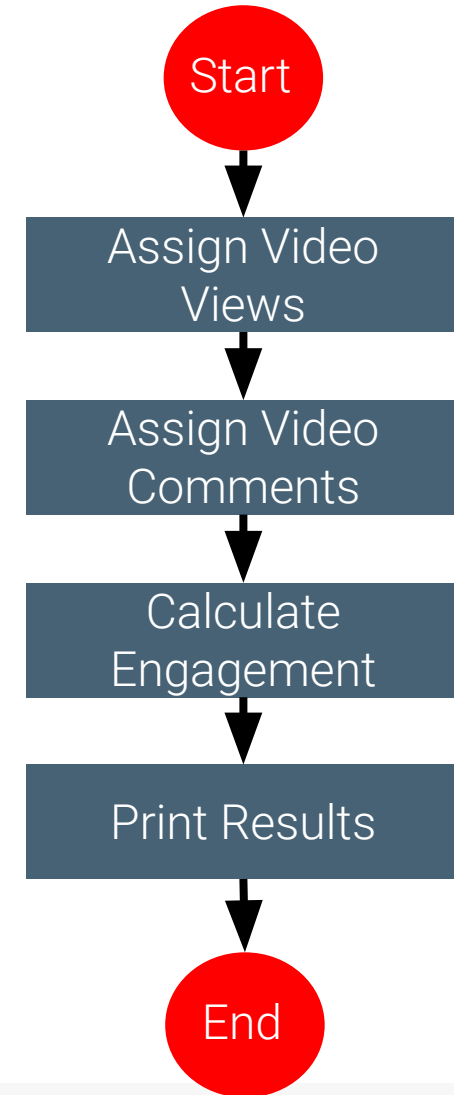 Start
Assign Video
Views
Assign Video
Comments
Calculate
Engagement
Print Results
End